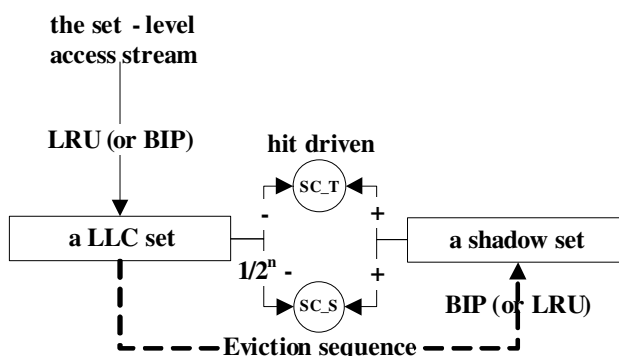 the set - level
access stream
LRU (or BIP)
hit driven
SC_T
- +
a LLC set
a shadow set
1/2ⁿ - +
SC_S
BIP (or LRU)
Eviction sequence